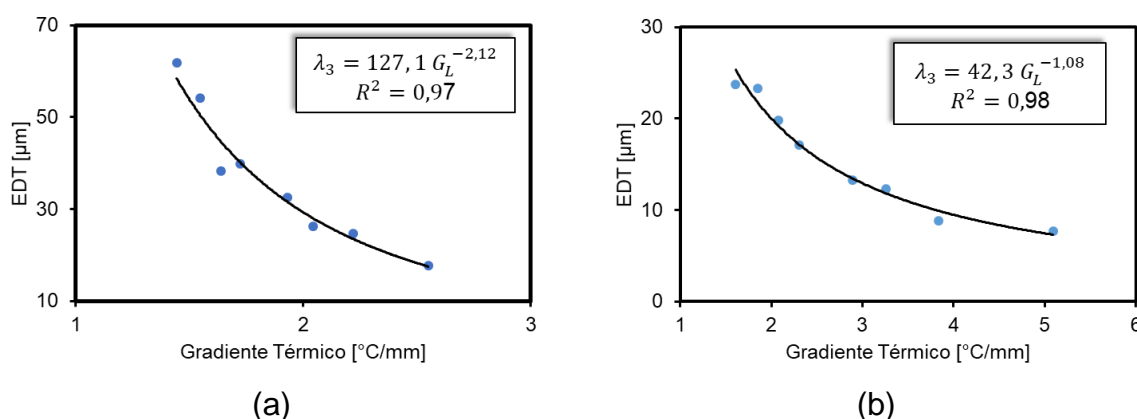 70
50
30
10
EDT [µm]
λ₃ = 127,1 G_L^−2,12
R² = 0,97
1 2 3
Gradiente Térmico [°C/mm]
(a)
30
20
10
0
EDT [µm]
λ₃ = 42,3 G_L^−1,08
R² = 0,98
1 2 3 4 5 6
Gradiente Térmico [°C/mm]
(b)